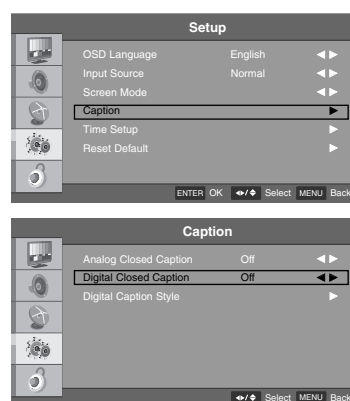 Setup
OSD Language English ◀ ▶
Input Source Normal ◀ ▶
Screen Mode ◀ ▶
Caption ▶
Time Setup ▶
Reset Default ▶
ENTER OK ◂▸/♦ Select MENU Back
Caption
Analog Closed Caption Off ◀ ▶
Digital Closed Caption Off ◀ ▶
Digital Caption Style ▶
◂▸/♦ Select MENU Back